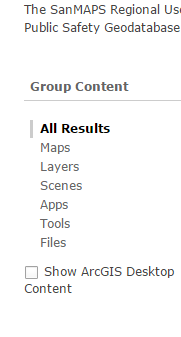 The SanMAPS Regional Use
Public Safety Geodatabase
Group Content
All Results
Maps
Layers
Scenes
Apps
Tools
Files
Show ArcGIS Desktop
Content